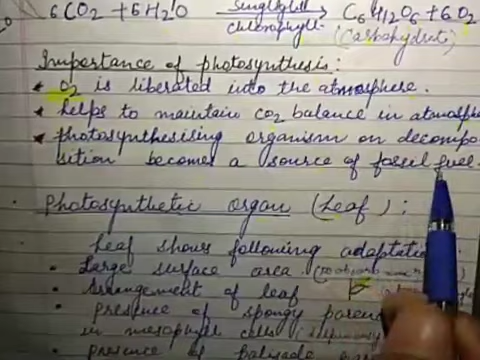 6CO2 + 6H2O Sunlight → C6H12O6 + 6O2
Chlorophyll (Carbohydrate)
Importance of photosynthesis :
* O2 is liberated into the atmosphere.
* helps to maintain CO2 balance in atmosphe
* photosynthesising organism on decompo-
sition becomes a source of fossil fuel.
Photosynthetic organ (Leaf) :
Leaf shows following adaptation
• Large surface area
• Arrangement of leaf
• presence of spongy paren
in mesophyll cells
• presence of palisade